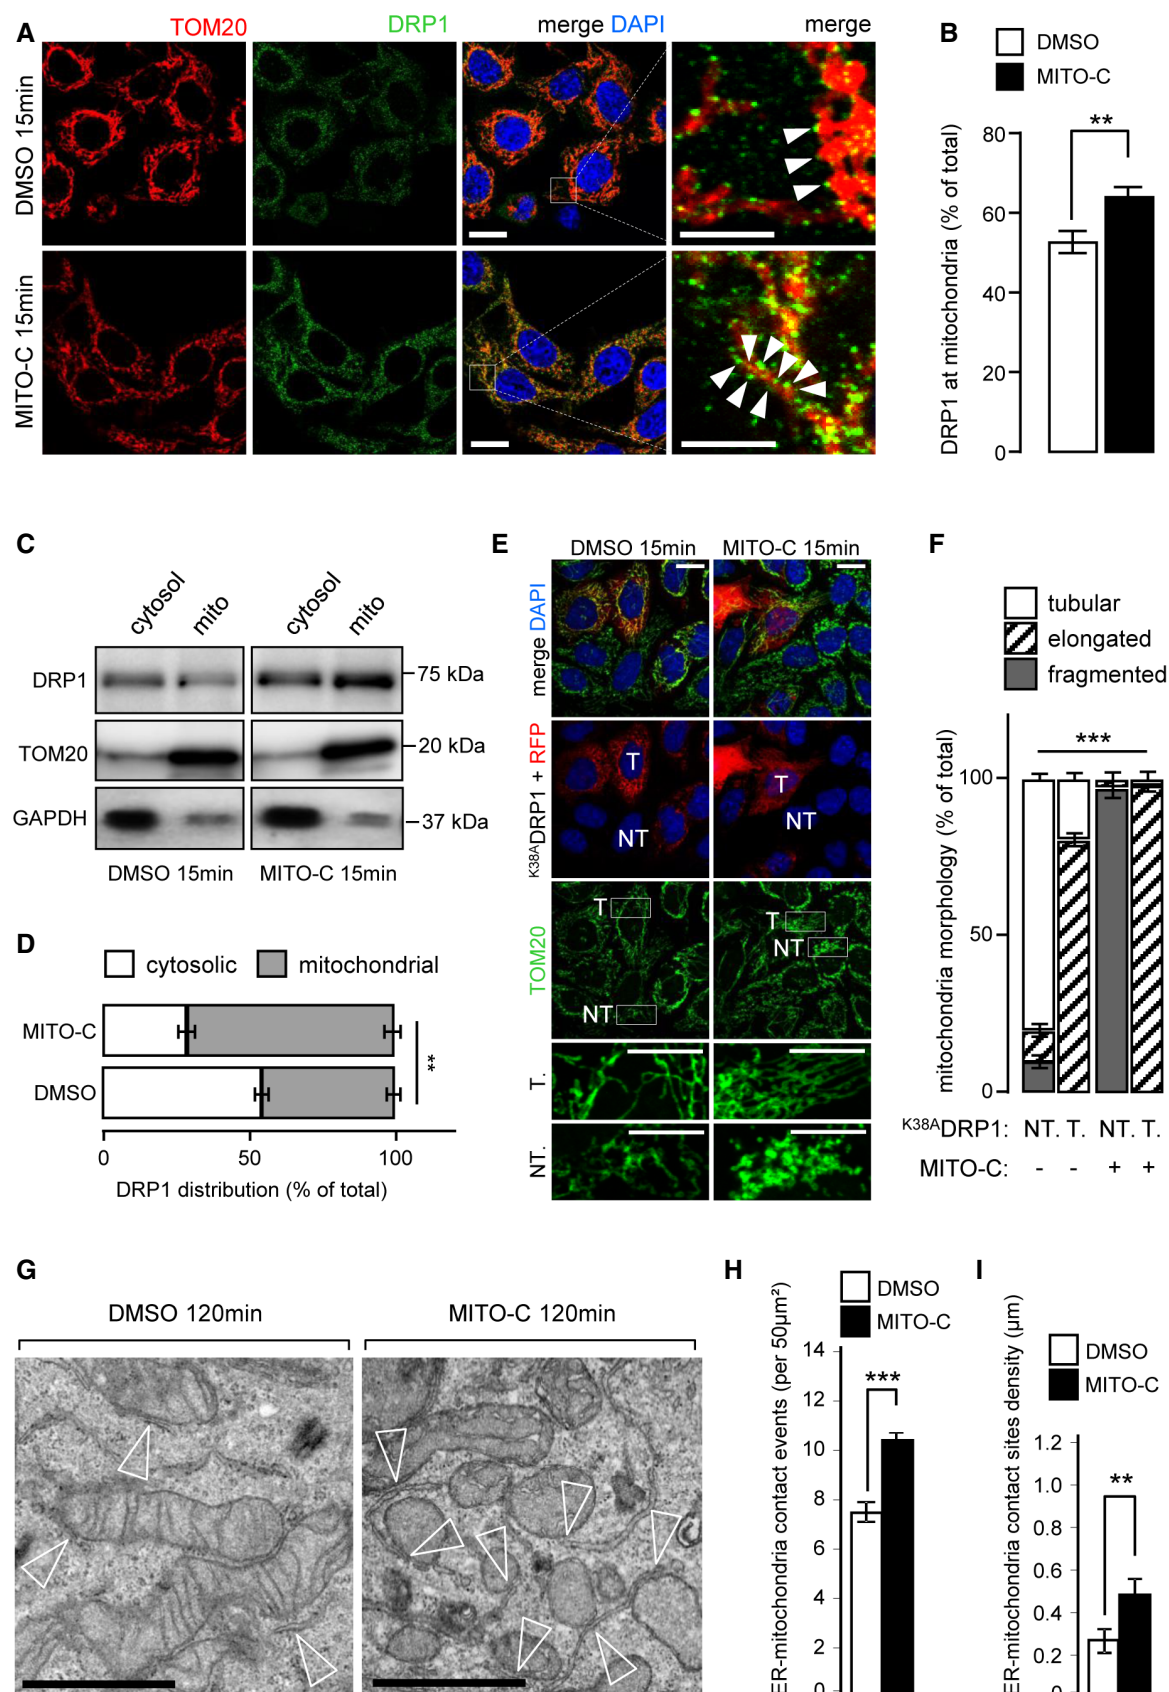 A
TOM20
DRP1
merge DAPI
merge
DMSO 15min
MITO-C 15min
B
DMSO
MITO-C
DRP1 at mitochondria (% of total)
80
60
40
20
0
**
C
cytosol
mito
cytosol
mito
DRP1
75 kDa
TOM20
20 kDa
GAPDH
37 kDa
DMSO 15min
MITO-C 15min
D
cytosolic
mitochondrial
MITO-C
DMSO
**
0
50
100
DRP1 distribution (% of total)
E
DMSO 15min
MITO-C 15min
merge DAPI
K38ADRP1 + RFP
T
NT
T
NT
TOM20
T
NT
T
NT
T.
NT.
F
tubular
elongated
fragmented
mitochondria morphology (% of total)
100
50
0
***
K38ADRP1: NT. T. NT. T.
MITO-C: - - + +
G
DMSO 120min
MITO-C 120min
H
DMSO
MITO-C
ER-mitochondria contact events (per 50µm²)
14
12
10
8
6
4
2
0
***
I
DMSO
MITO-C
ER-mitochondria contact sites density (µm)
1.2
1.0
0.8
0.6
0.4
0.2
0
**